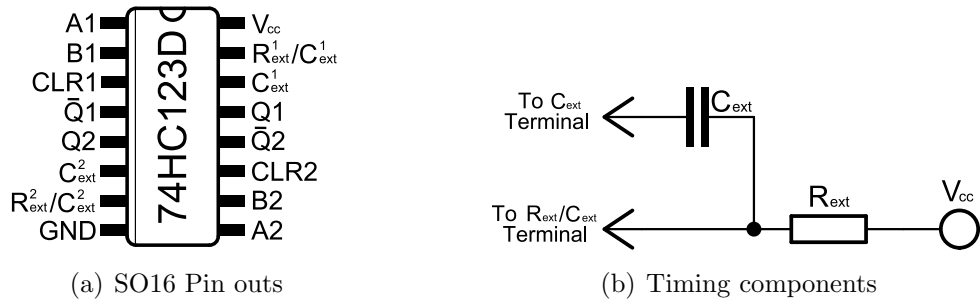 A1
B1
CLR1
Q̄1
Q2
C²ext
R²ext/C²ext
GND
74HC123D
Vcc
R¹ext/C¹ext
C¹ext
Q1
Q̄2
CLR2
B2
A2
To Cext
Terminal
Cext
To Rext/Cext
Terminal
Rext
Vcc
(a) SO16 Pin outs
(b) Timing components